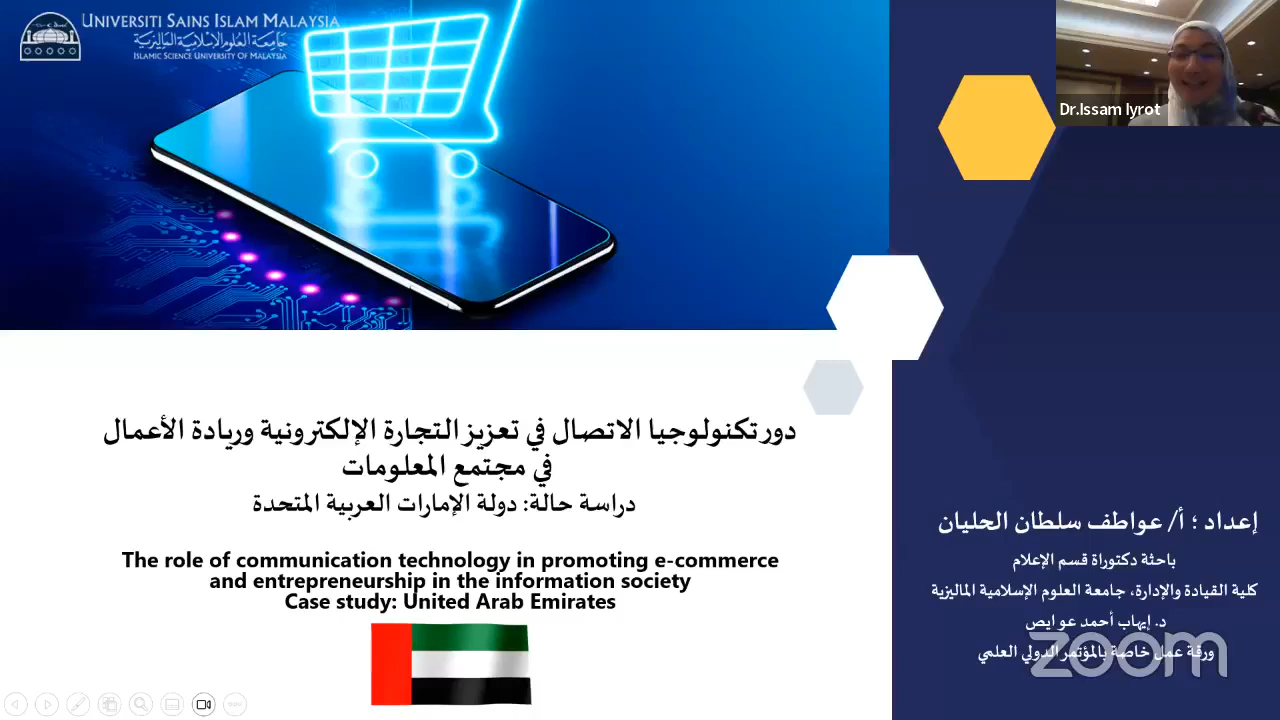 UNIVERSITI SAINS ISLAM MALAYSIA
جامعة العلوم الإسلامية الماليزية
ISLAMIC SCIENCE UNIVERSITY OF MALAYSIA
Dr.Issam Iyrot
دور تكنولوجيا الاتصال في تعزيز التجارة الإلكترونية وريادة الأعمال
في مجتمع المعلومات
دراسة حالة: دولة الإمارات العربية المتحدة
The role of communication technology in promoting e-commerce
and entrepreneurship in the information society
Case study: United Arab Emirates
إعداد ؛ أ/ عواطف سلطان الحليان
باحثة دكتوراة قسم الإعلام
كلية القيادة والإدارة، جامعة العلوم الإسلامية الماليزية
د. إيهاب أحمد عو ايص
ورقة عمل خاصة بالمؤتمر الدولي العلمي
zoom